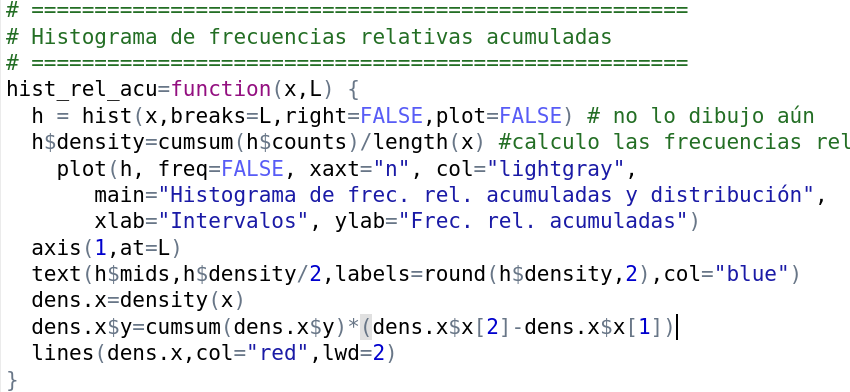 # ====================================================
# Histograma de frecuencias relativas acumuladas
# ====================================================
hist_rel_acu=function(x,L) {
  h = hist(x,breaks=L,right=FALSE,plot=FALSE) # no lo dibujo aún
  h$density=cumsum(h$counts)/length(x) #calculo las frecuencias rel
    plot(h, freq=FALSE, xaxt="n", col="lightgray",
       main="Histograma de frec. rel. acumuladas y distribución",
       xlab="Intervalos", ylab="Frec. rel. acumuladas")
  axis(1,at=L)
  text(h$mids,h$density/2,labels=round(h$density,2),col="blue")
  dens.x=density(x)
  dens.x$y=cumsum(dens.x$y)*(dens.x$x[2]-dens.x$x[1])
  lines(dens.x,col="red",lwd=2)
}